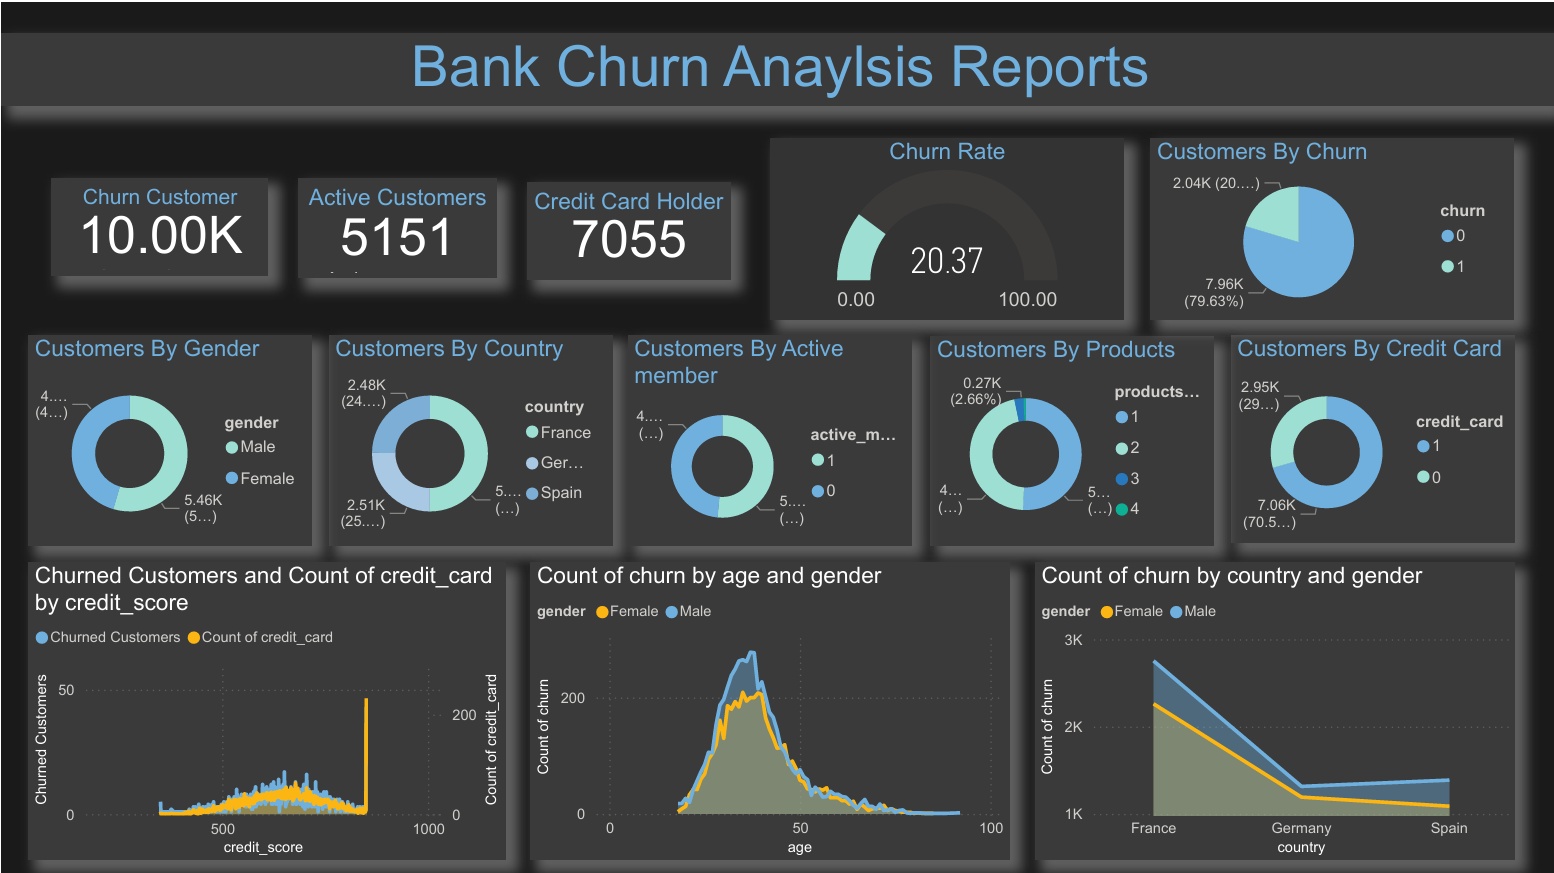 Bank Churn Anaylsis Reports
Churn Customer
10.00K
Active Customers
5151
Credit Card Holder
7055
Churn Rate
20.37
0.00
100.00
Customers By Churn
2.04K (20....)
7.96K
(79.63%)
churn
0
1
Customers By Gender
4....
(4...)
5.46K
(5...)
gender
Male
Female
Customers By Country
2.48K
(24....)
2.51K
(25....)
5....
(...)
country
France
Ger...
Spain
Customers By Active
member
4....
(...)
5....
(...)
active_m...
1
0
Customers By Products
0.27K
(2.66%)
4...
(...)
5...
(...)
products...
1
2
3
4
Customers By Credit Card
2.95K
(29...)
7.06K
(70.5...)
credit_card
1
0
Churned Customers and Count of credit_card
by credit_score
Churned Customers
Count of credit_card
Churned Customers
50
0
200
0
Count of credit_card
500
1000
credit_score
Count of churn by age and gender
gender Female Male
Count of churn
200
0
0
50
100
age
Count of churn by country and gender
gender Female Male
Count of churn
3K
2K
1K
France
Germany
Spain
country